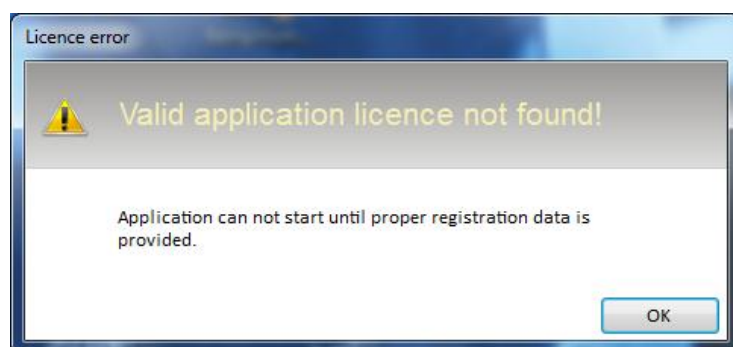 Licence error
Valid application licence not found!
Application can not start until proper registration data is
provided.
OK